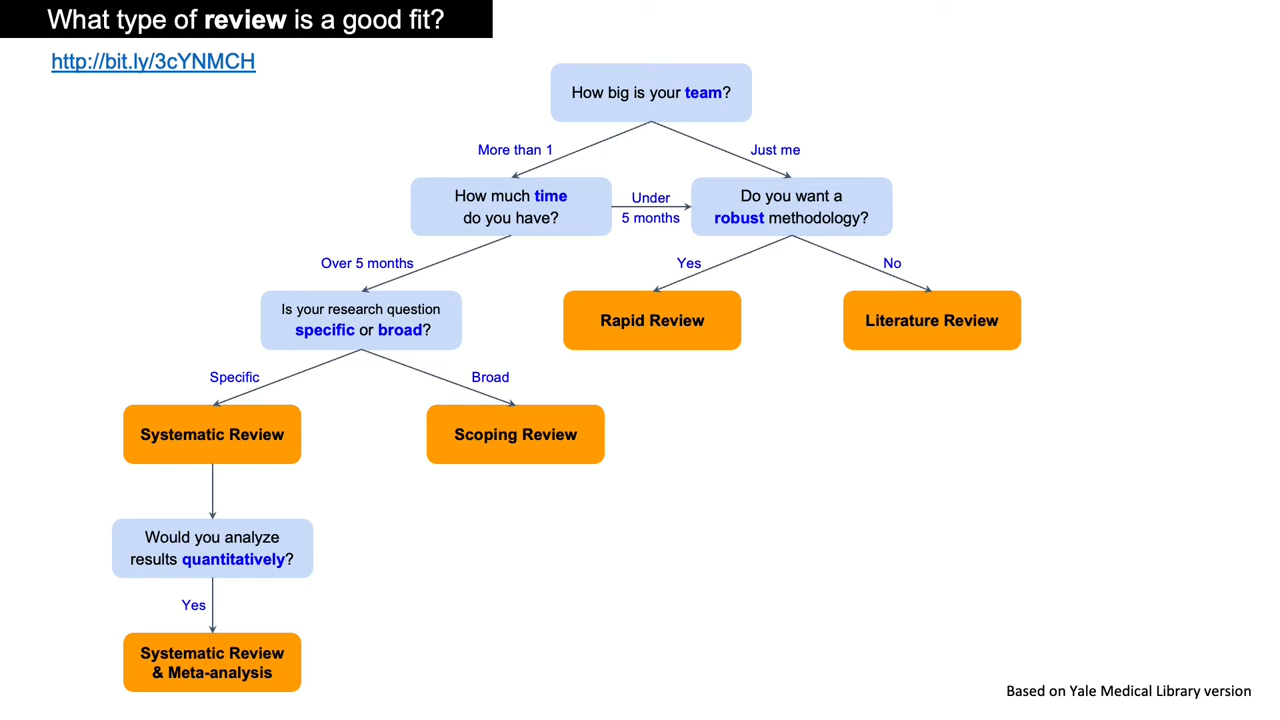 What type of review is a good fit?
http://bit.ly/3cYNMCH
How big is your team?
More than 1
Just me
How much time
do you have?
Under
5 months
Do you want a
robust methodology?
Over 5 months
Yes
No
Is your research question
specific or broad?
Rapid Review
Literature Review
Specific
Broad
Systematic Review
Scoping Review
Would you analyze
results quantitatively?
Yes
Systematic Review
& Meta-analysis
Based on Yale Medical Library version